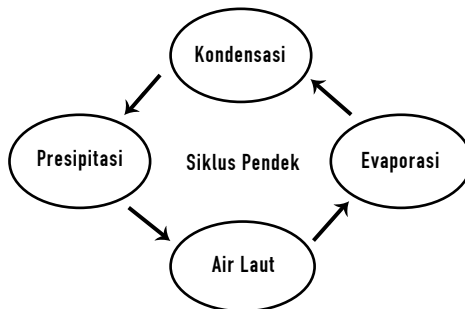 Kondensasi
Presipitasi
Siklus Pendek
Evaporasi
Air Laut